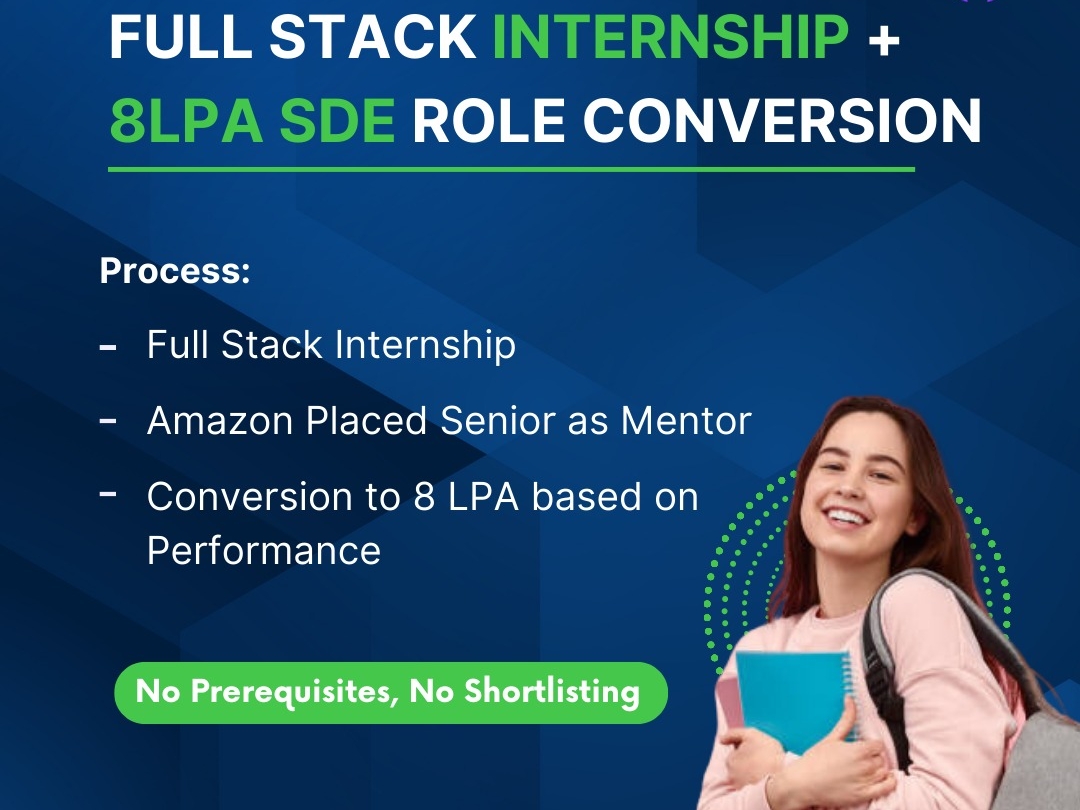 FULL STACK INTERNSHIP +
8LPA SDE ROLE CONVERSION
Process:
- Full Stack Internship
- Amazon Placed Senior as Mentor
- Conversion to 8 LPA based on
Performance
No Prerequisites, No Shortlisting